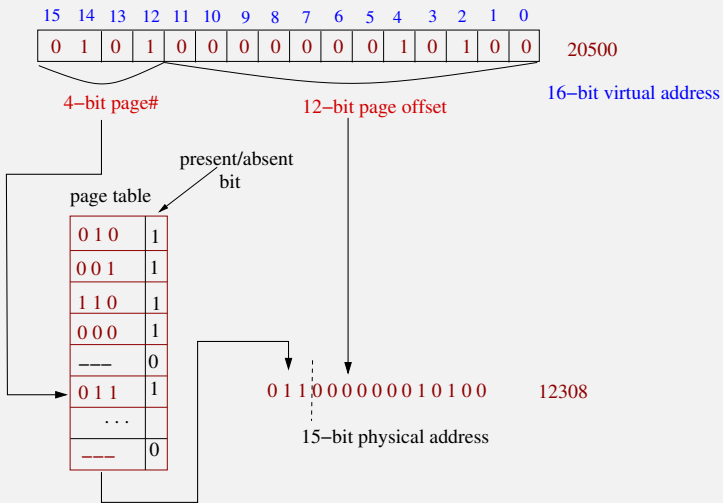 15 14 13 12 11 10 9 8 7 6 5 4 3 2 1 0
0 1 0 1 0 0 0 0 0 0 0 1 0 1 0 0 20500
16−bit virtual address
4−bit page# 12−bit page offset
present/absent
bit
page table
0 1 0 1
0 0 1 1
1 1 0 1
0 0 0 1
−−− 0
0 1 1 1
. . .
−−− 0
0 1 1 0 0 0 0 0 0 0 1 0 1 0 0 12308
15−bit physical address